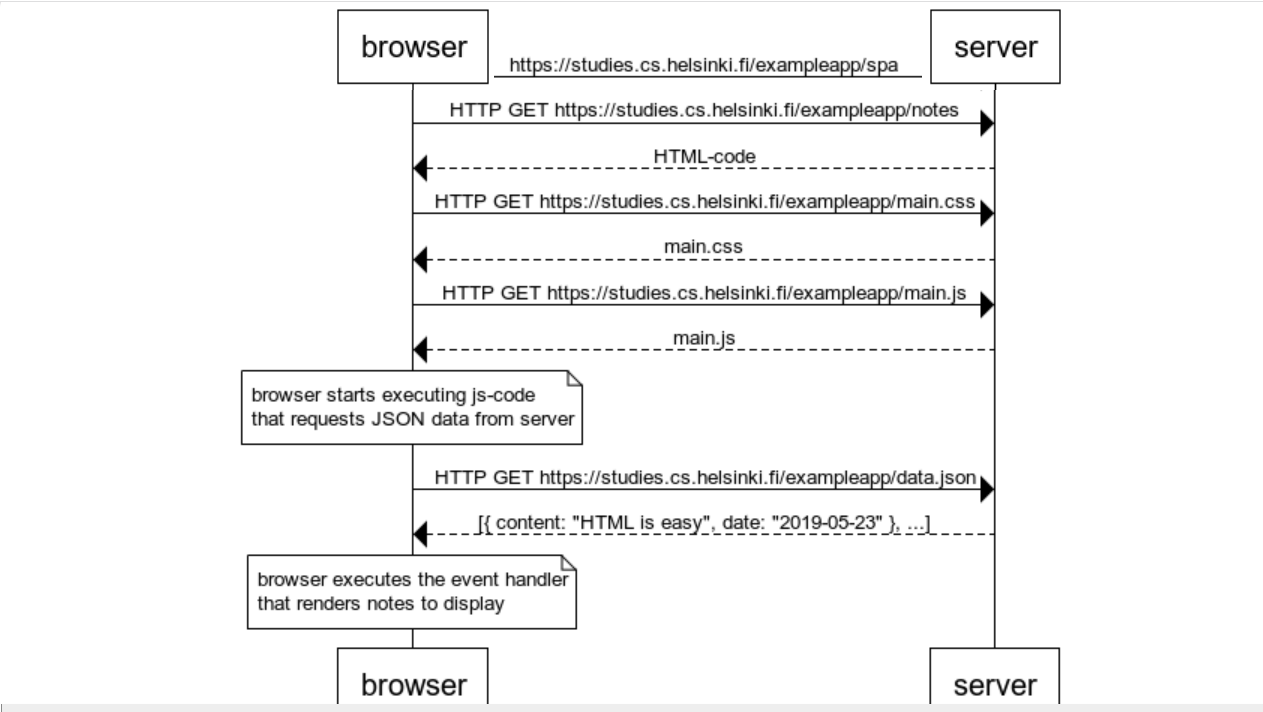 browser
server
https://studies.cs.helsinki.fi/exampleapp/spa
HTTP GET https://studies.cs.helsinki.fi/exampleapp/notes
HTML-code
HTTP GET https://studies.cs.helsinki.fi/exampleapp/main.css
main.css
HTTP GET https://studies.cs.helsinki.fi/exampleapp/main.js
main.js
browser starts executing js-code
that requests JSON data from server
HTTP GET https://studies.cs.helsinki.fi/exampleapp/data.json
[{ content: "HTML is easy", date: "2019-05-23" }, ...]
browser executes the event handler
that renders notes to display
browser
server